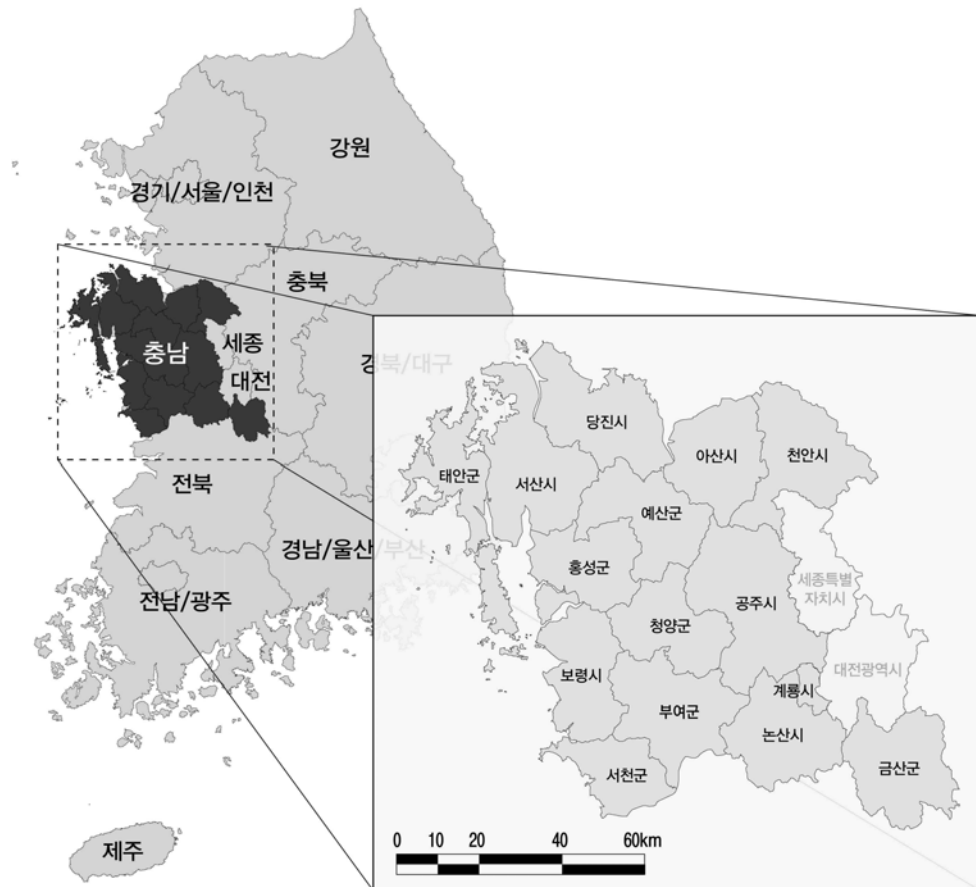 강원
경기/서울/인천
충북
충남
세종
대전
경북/대구
전북
경남/울산/부산
전남/광주
제주
당진시
아산시
천안시
태안군
서산시
예산군
홍성군
세종특별
자치시
공주시
청양군
대전광역시
보령시
계룡시
부여군
논산시
서천군
금산군
0 10 20 40 60km